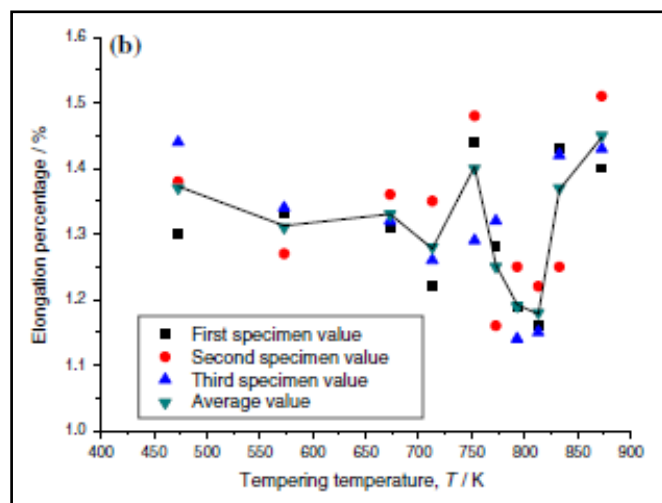 (b)
1.6
1.5
1.4
1.3
1.2
1.1
1.0
Elongation percentage / %
First specimen value
Second specimen value
Third specimen value
Average value
400 450 500 550 600 650 700 750 800 850 900
Tempering temperature, T / K